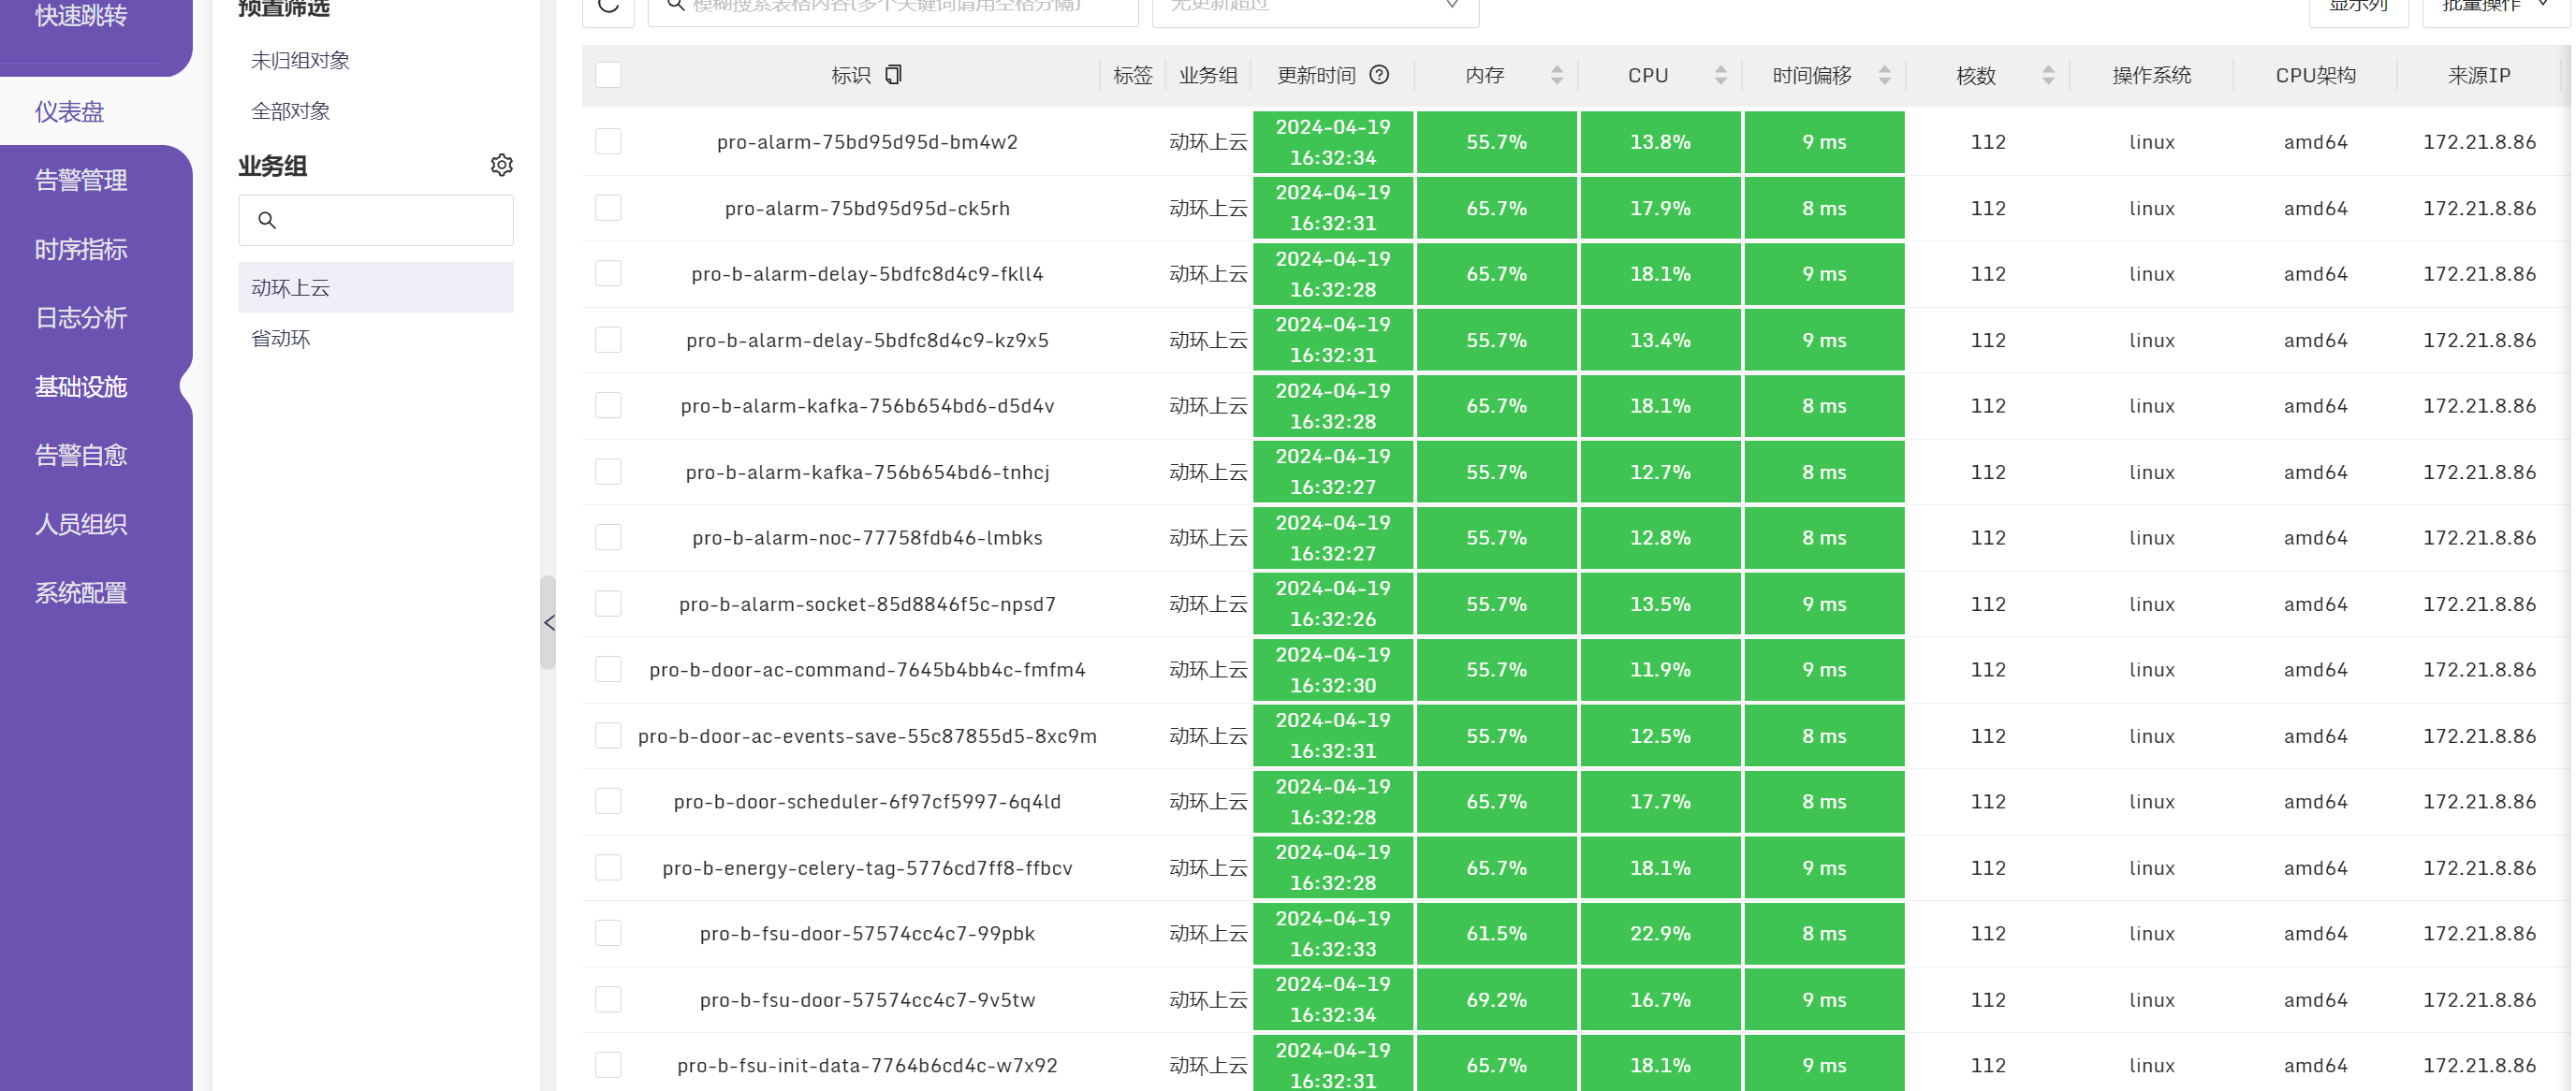 快速跳转
仪表盘
告警管理
时序指标
日志分析
基础设施
告警自愈
人员组织
系统配置
预置筛选
未归组对象
全部对象
业务组
动环上云
省动环
模糊搜索表格内容(多个关键词请用空格分隔)
无更新超过
显示列
批量操作
标识 标签 业务组 更新时间 内存 CPU 时间偏移 核数 操作系统 CPU架构 来源IP
pro-alarm-75bd95d95d-bm4w2 动环上云 2024-04-19 16:32:34 55.7% 13.8% 9 ms 112 linux amd64 172.21.8.86
pro-alarm-75bd95d95d-ck5rh 动环上云 2024-04-19 16:32:31 65.7% 17.9% 8 ms 112 linux amd64 172.21.8.86
pro-b-alarm-delay-5bdfc8d4c9-fkll4 动环上云 2024-04-19 16:32:28 65.7% 18.1% 9 ms 112 linux amd64 172.21.8.86
pro-b-alarm-delay-5bdfc8d4c9-kz9x5 动环上云 2024-04-19 16:32:31 55.7% 13.4% 9 ms 112 linux amd64 172.21.8.86
pro-b-alarm-kafka-756b654bd6-d5d4v 动环上云 2024-04-19 16:32:28 65.7% 18.1% 8 ms 112 linux amd64 172.21.8.86
pro-b-alarm-kafka-756b654bd6-tnhcj 动环上云 2024-04-19 16:32:27 55.7% 12.7% 8 ms 112 linux amd64 172.21.8.86
pro-b-alarm-noc-77758fdb46-lmbks 动环上云 2024-04-19 16:32:27 55.7% 12.8% 8 ms 112 linux amd64 172.21.8.86
pro-b-alarm-socket-85d8846f5c-npsd7 动环上云 2024-04-19 16:32:26 55.7% 13.5% 9 ms 112 linux amd64 172.21.8.86
pro-b-door-ac-command-7645b4bb4c-fmfm4 动环上云 2024-04-19 16:32:30 55.7% 11.9% 9 ms 112 linux amd64 172.21.8.86
pro-b-door-ac-events-save-55c87855d5-8xc9m 动环上云 2024-04-19 16:32:31 55.7% 12.5% 8 ms 112 linux amd64 172.21.8.86
pro-b-door-scheduler-6f97cf5997-6q4ld 动环上云 2024-04-19 16:32:28 65.7% 17.7% 8 ms 112 linux amd64 172.21.8.86
pro-b-energy-celery-tag-5776cd7ff8-ffbcv 动环上云 2024-04-19 16:32:28 65.7% 18.1% 9 ms 112 linux amd64 172.21.8.86
pro-b-fsu-door-57574cc4c7-99pbk 动环上云 2024-04-19 16:32:33 61.5% 22.9% 8 ms 112 linux amd64 172.21.8.86
pro-b-fsu-door-57574cc4c7-9v5tw 动环上云 2024-04-19 16:32:34 69.2% 16.7% 9 ms 112 linux amd64 172.21.8.86
pro-b-fsu-init-data-7764b6cd4c-w7x92 动环上云 2024-04-19 16:32:31 65.7% 18.1% 9 ms 112 linux amd64 172.21.8.86